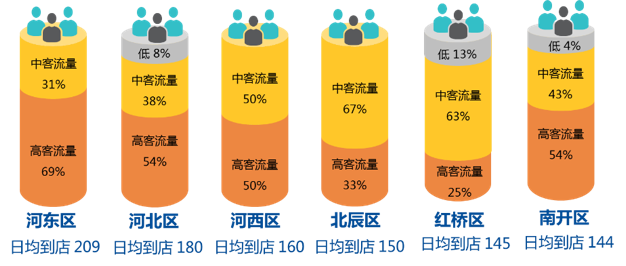 中客流量
31%
高客流量
69%
河东区
日均到店 209
低 8%
中客流量
38%
高客流量
54%
河北区
日均到店 180
中客流量
50%
高客流量
50%
河西区
日均到店 160
中客流量
67%
高客流量
33%
北辰区
日均到店 150
低 13%
中客流量
63%
高客流量
25%
红桥区
日均到店 145
低 4%
中客流量
43%
高客流量
54%
南开区
日均到店 144